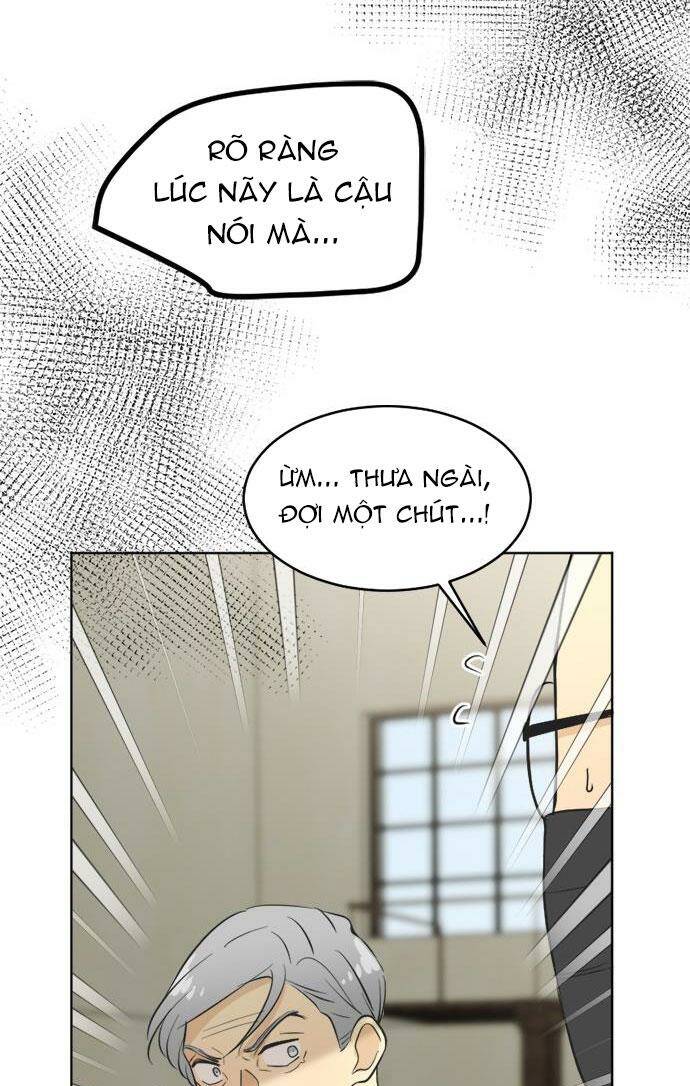 RÕ RÀNG
LÚC NÃY LÀ CẬU
NÓI MÀ...
ỪM... THƯA NGÀI,
ĐỢI MỘT CHÚT...!